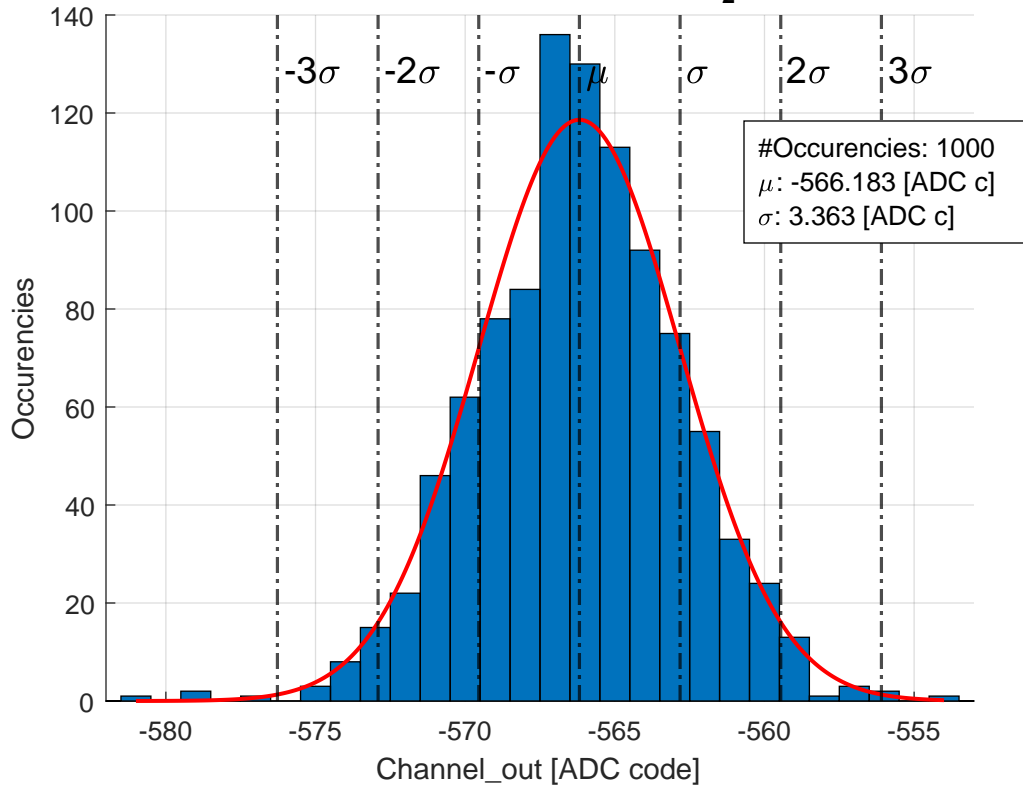 2
140
120
100
80
60
40
20
0
-3σ
-2σ
-σ
μ
σ
2σ
3σ
#Occurencies: 1000
μ: -566.183 [ADC c]
σ: 3.363 [ADC c]
Occurencies
-580
-575
-570
-565
-560
-555
Channel_out [ADC code]